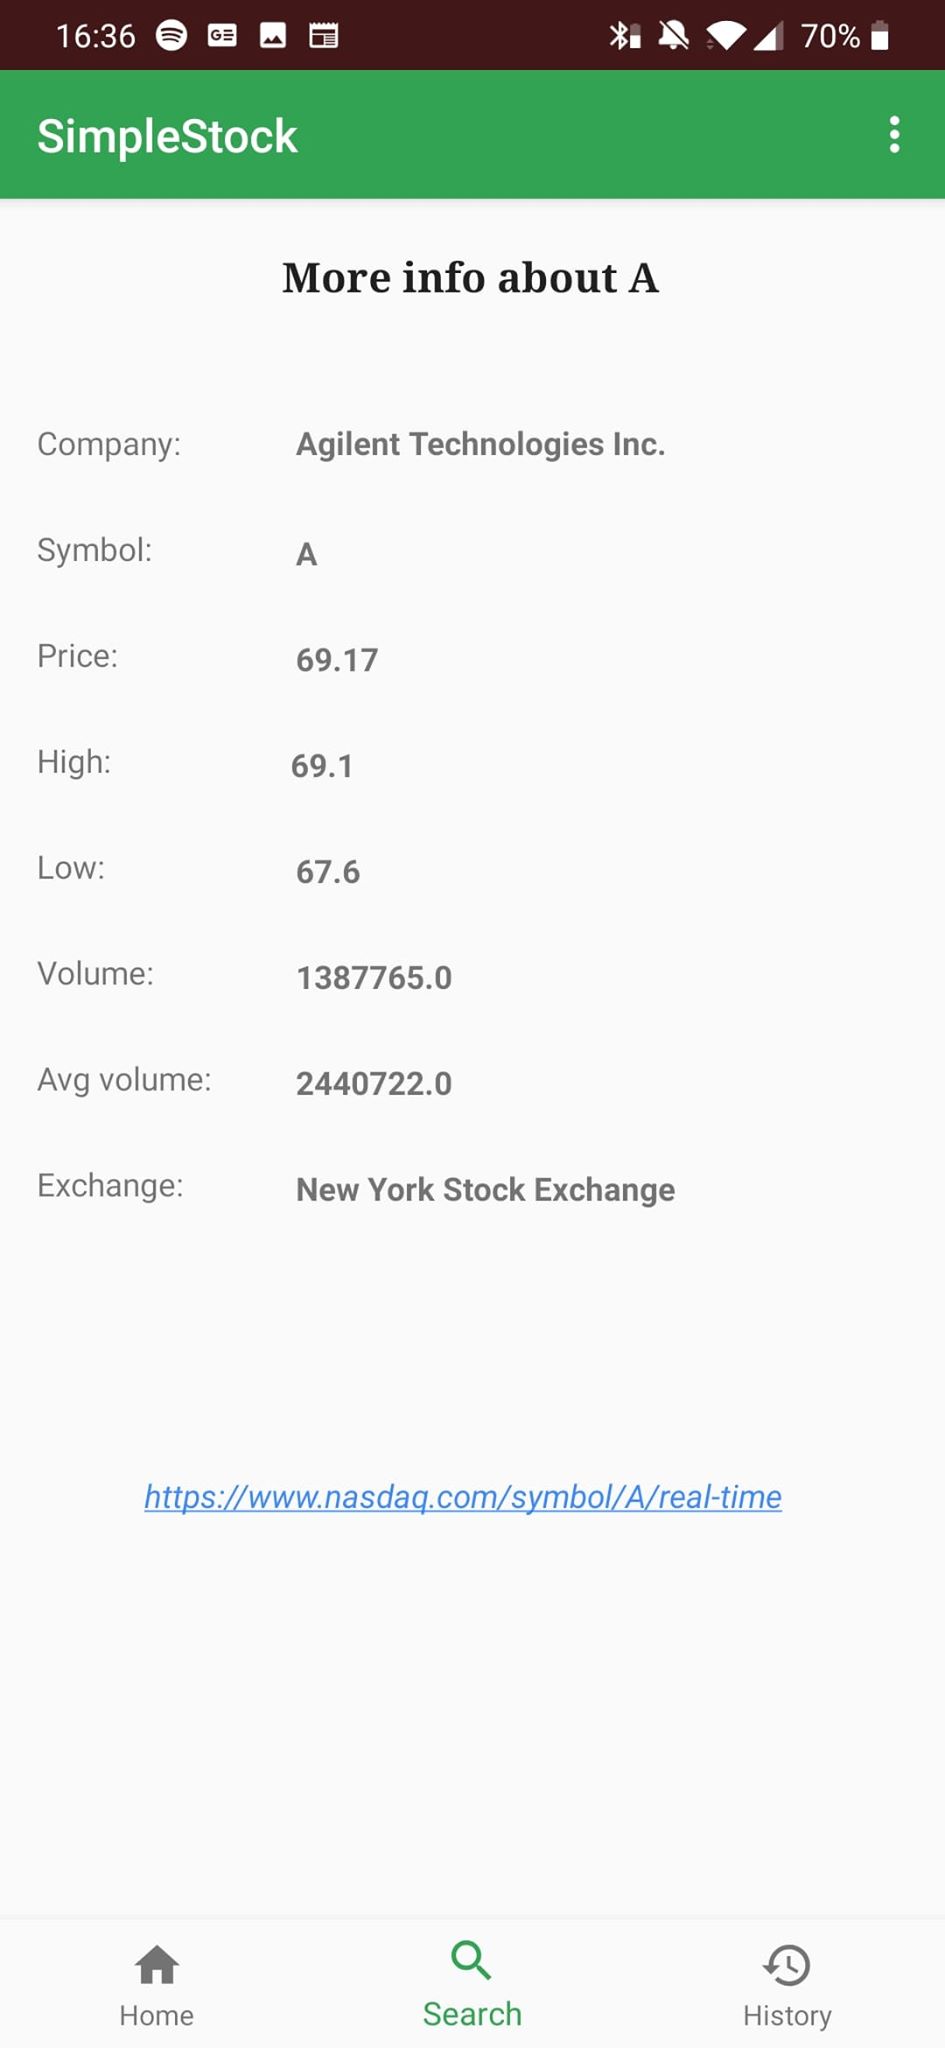 16:36
70%
SimpleStock
More info about A
Company: Agilent Technologies Inc.
Symbol: A
Price: 69.17
High: 69.1
Low: 67.6
Volume: 1387765.0
Avg volume: 2440722.0
Exchange: New York Stock Exchange
https://www.nasdaq.com/symbol/A/real-time
Home Search History